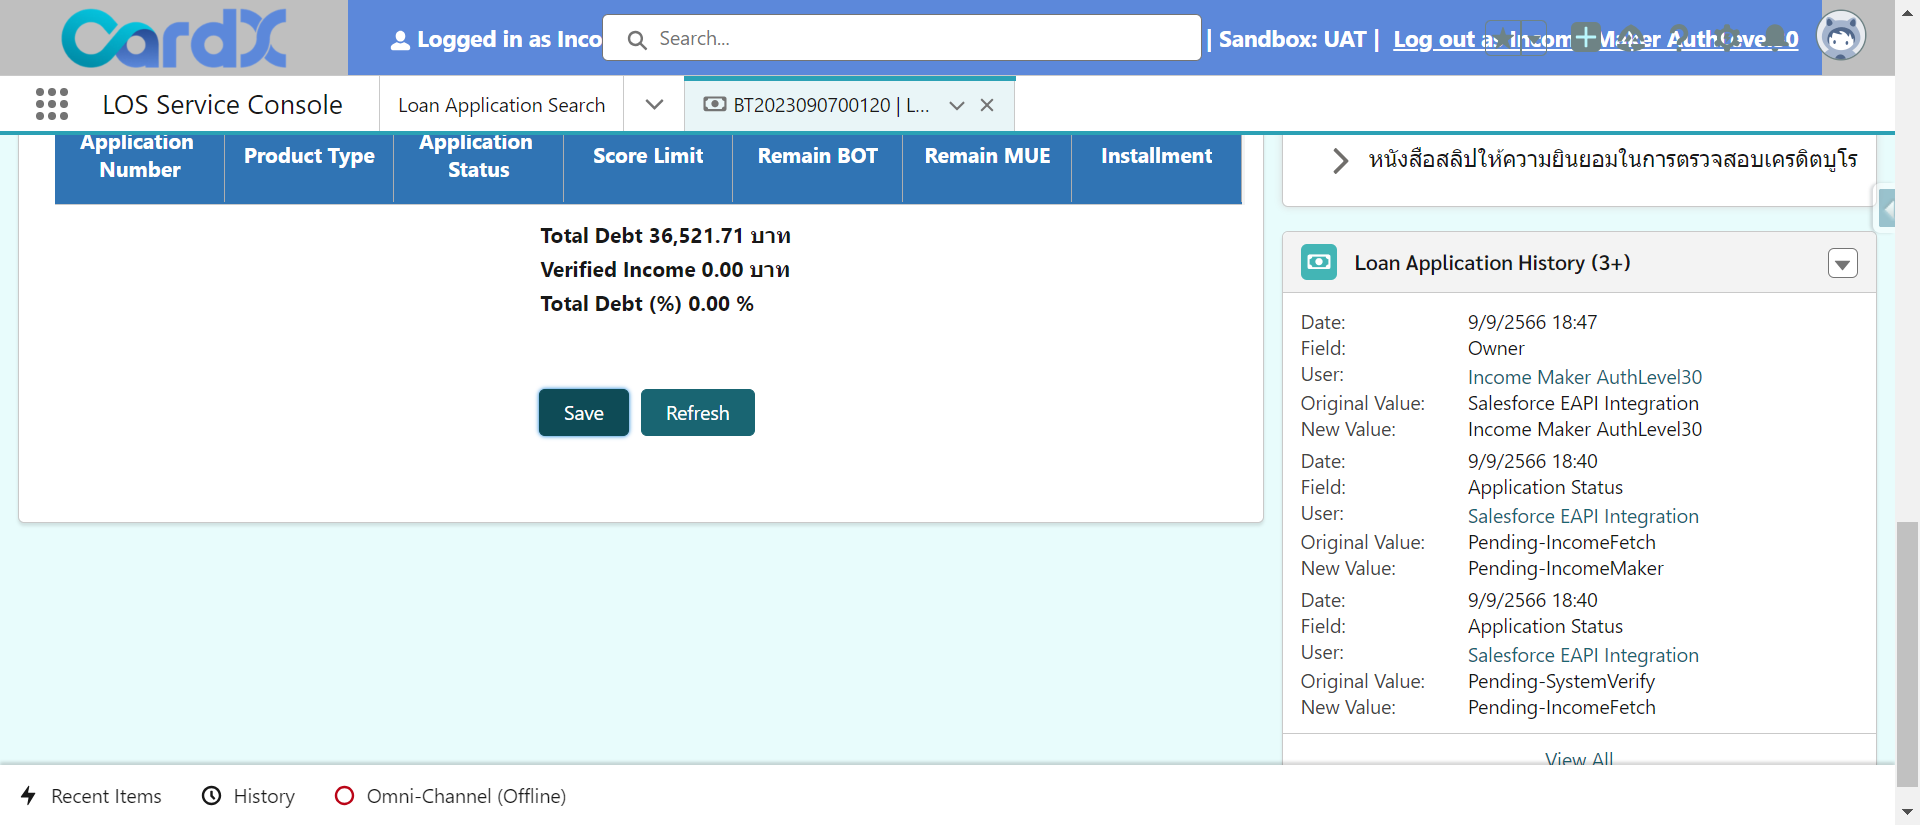 CardX
Logged in as Inco
Search...
| Sandbox: UAT |
Log out as Incom Maker AuthLevel30
LOS Service Console
Loan Application Search
BT2023090700120 | L...
Application Number
Product Type
Application Status
Score Limit
Remain BOT
Remain MUE
Installment
Total Debt 36,521.71 บาท
Verified Income 0.00 บาท
Total Debt (%) 0.00 %
Save
Refresh
หนังสือสลิปให้ความยินยอมในการตรวจสอบเครดิตบูโร
Loan Application History (3+)
Date: 9/9/2566 18:47
Field: Owner
User: Income Maker AuthLevel30
Original Value: Salesforce EAPI Integration
New Value: Income Maker AuthLevel30
Date: 9/9/2566 18:40
Field: Application Status
User: Salesforce EAPI Integration
Original Value: Pending-IncomeFetch
New Value: Pending-IncomeMaker
Date: 9/9/2566 18:40
Field: Application Status
User: Salesforce EAPI Integration
Original Value: Pending-SystemVerify
New Value: Pending-IncomeFetch
View All
Recent Items
History
Omni-Channel (Offline)